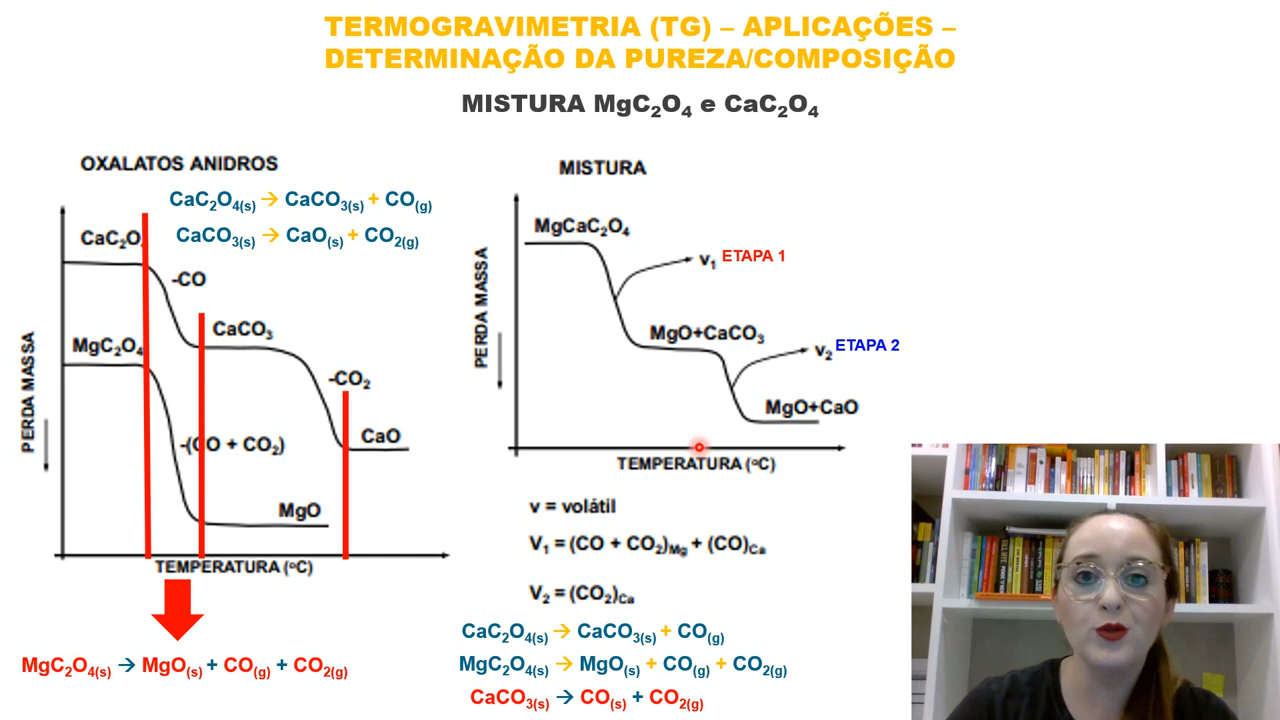 TERMOGRAVIMETRIA (TG) – APLICAÇÕES –
DETERMINAÇÃO DA PUREZA/COMPOSIÇÃO
MISTURA MgC₂O₄ e CaC₂O₄
OXALATOS ANIDROS
CaC₂O₄(s) → CaCO₃(s) + CO(g)
CaCO₃(s) → CaO(s) + CO₂(g)
CaC₂O
-CO
CaCO₃
MgC₂O₄
-CO₂
CaO
-(CO + CO₂)
MgO
PERDA MASSA
TEMPERATURA (ºC)
MgC₂O₄(s) → MgO(s) + CO(g) + CO₂(g)
MISTURA
MgCaC₂O₄
v₁ ETAPA 1
MgO+CaCO₃
v₂ ETAPA 2
MgO+CaO
PERDA MASSA
TEMPERATURA (ºC)
v = volátil
V₁ = (CO + CO₂)Mg + (CO)Ca
V₂ = (CO₂)Ca
CaC₂O₄(s) → CaCO₃(s) + CO(g)
MgC₂O₄(s) → MgO(s) + CO(g) + CO₂(g)
CaCO₃(s) → CO(s) + CO₂(g)